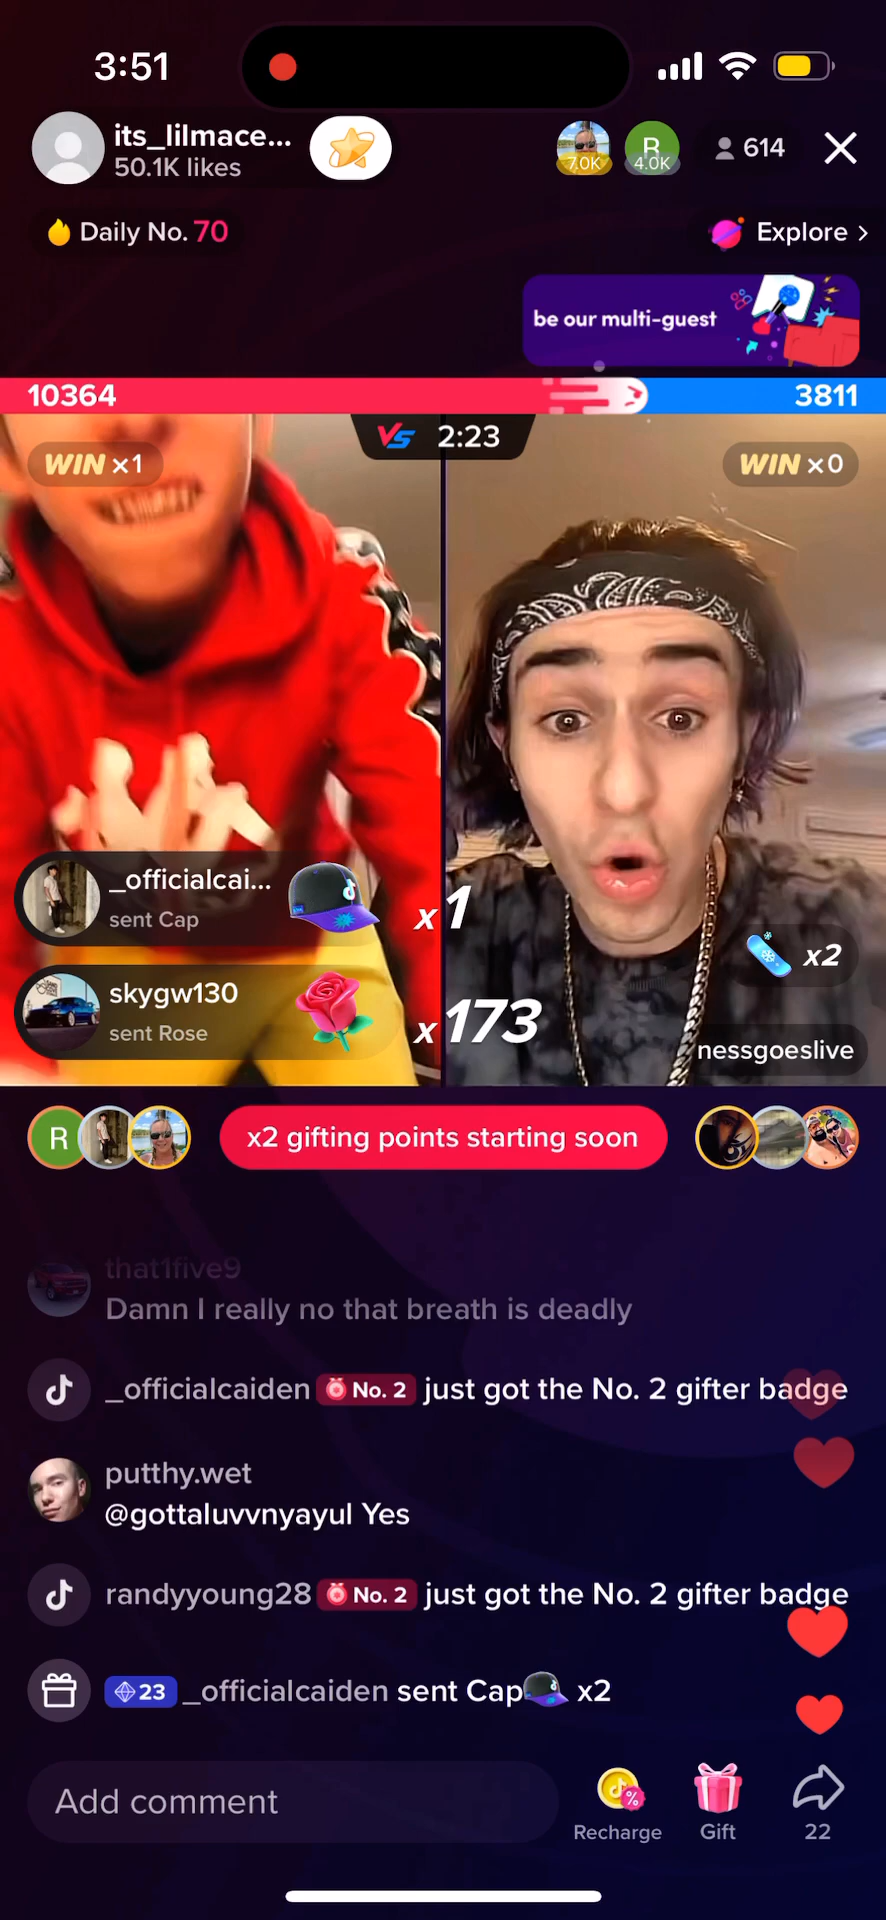 3:51
its_lilmace...
50.1K likes
7.0K
R
4.0K
614
Daily No. 70
Explore >
be our multi-guest
10364
3811
VS 2:23
WIN x1
WIN x0
_officialcai...
sent Cap
x1
x2
skygw130
sent Rose
x173
nessgoeslive
R
x2 gifting points starting soon
that1five9
Damn I really no that breath is deadly
_officialcaiden No. 2 just got the No. 2 gifter badge
putthy.wet
@gottaluvvnyayul Yes
randyyoung28 No. 2 just got the No. 2 gifter badge
23 _officialcaiden sent Cap x2
Add comment
Recharge
Gift
22